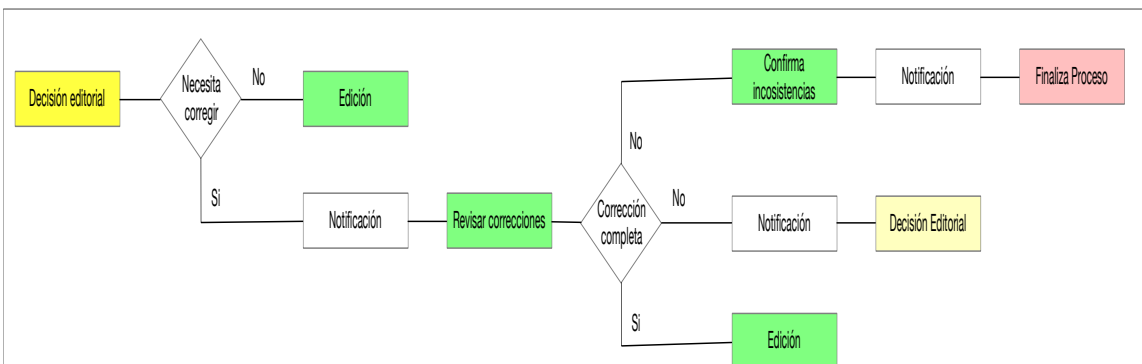 Decisión editorial
Necesita
corregir
No
Edición
Si
Notificación
Revisar correcciones
Corrección
completa
No
Confirma
incosistencias
Notificación
Finaliza Proceso
No
Notificación
Decisión Editorial
Si
Edición